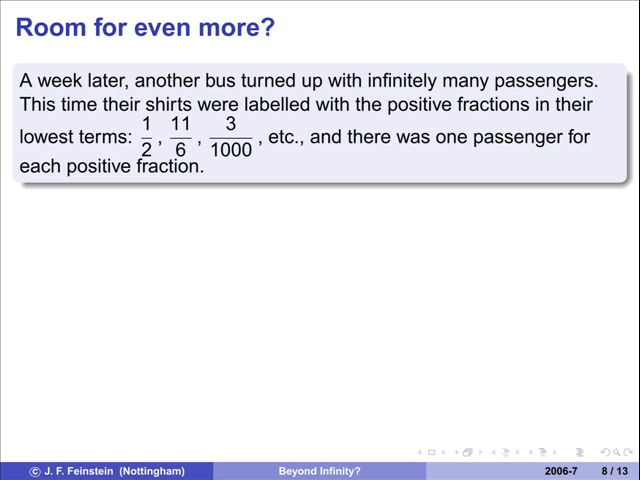 Room for even more?
A week later, another bus turned up with infinitely many passengers.
This time their shirts were labelled with the positive fractions in their
lowest terms: 1/2, 11/6, 3/1000, etc., and there was one passenger for
each positive fraction.
© J. F. Feinstein (Nottingham) Beyond Infinity? 2006-7 8 / 13